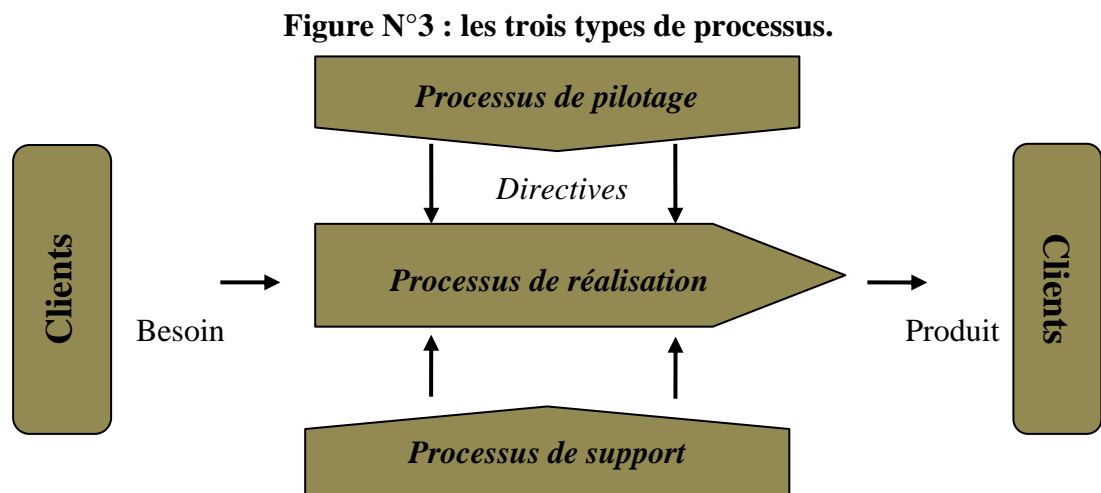 Figure N°3 : les trois types de processus.
Processus de pilotage
Directives
Clients
Besoin
Processus de réalisation
Produit
Clients
Processus de support